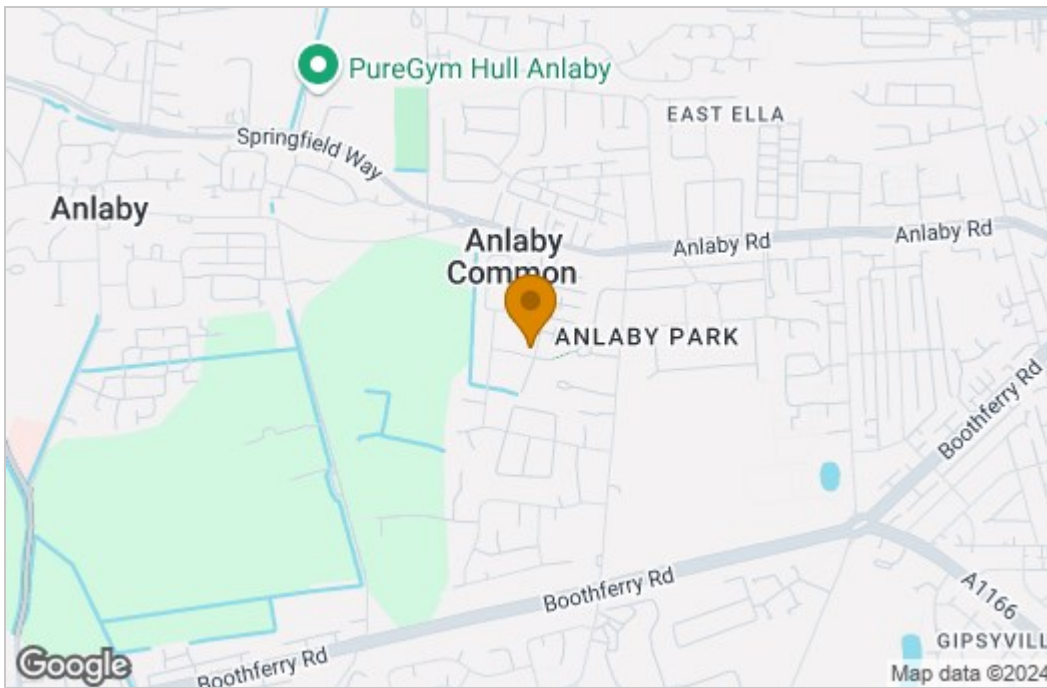 PureGym Hull Anlaby
EAST ELLA
Springfield Way
Anlaby
Anlaby
Common
Anlaby Rd
Anlaby Rd
ANLABY PARK
Boothferry Rd
Boothferry Rd
A1166
GIPSYVILL
Boothferry Rd
Google
Map data ©2024